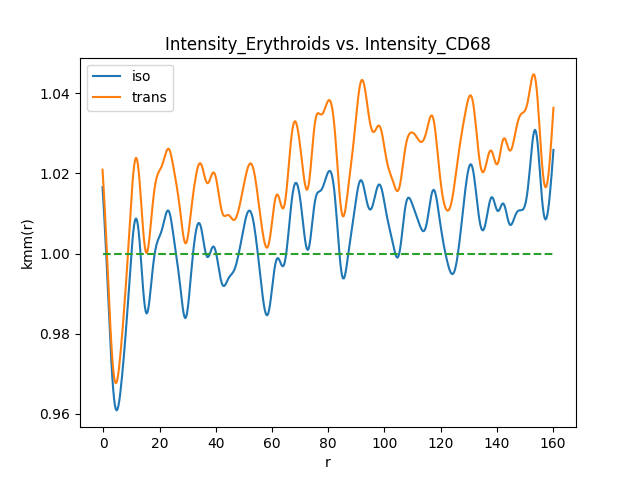 Intensity_Erythroids vs. Intensity_CD68
iso
trans
kmm(r)
1.04
1.02
1.00
0.98
0.96
0 20 40 60 80 100 120 140 160
r